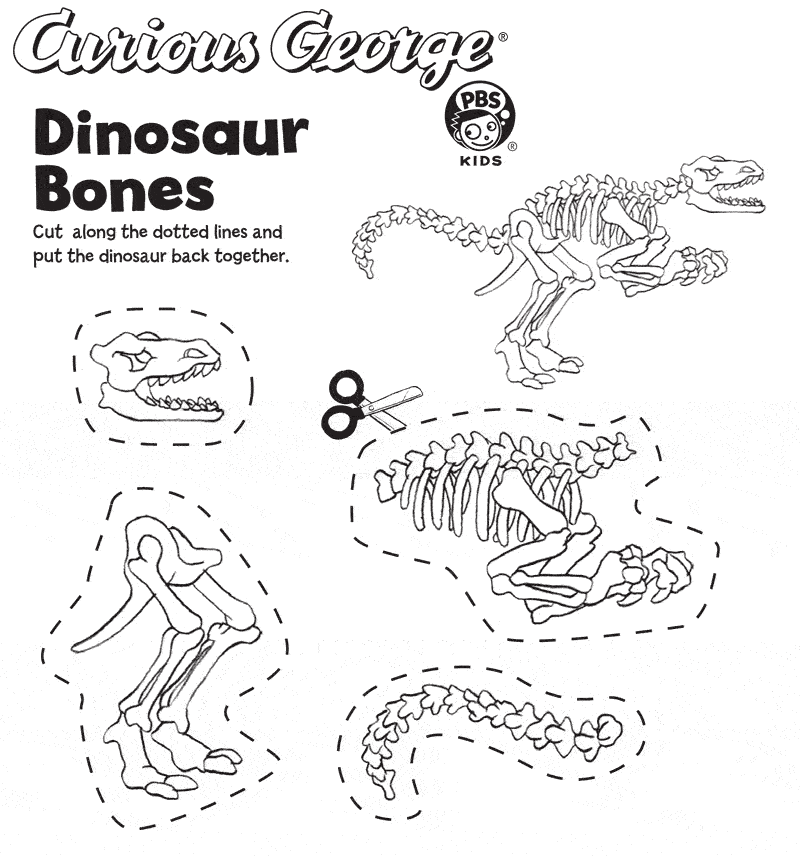 Curious George®
PBS
KIDS®
Dinosaur
Bones
Cut along the dotted lines and
put the dinosaur back together.